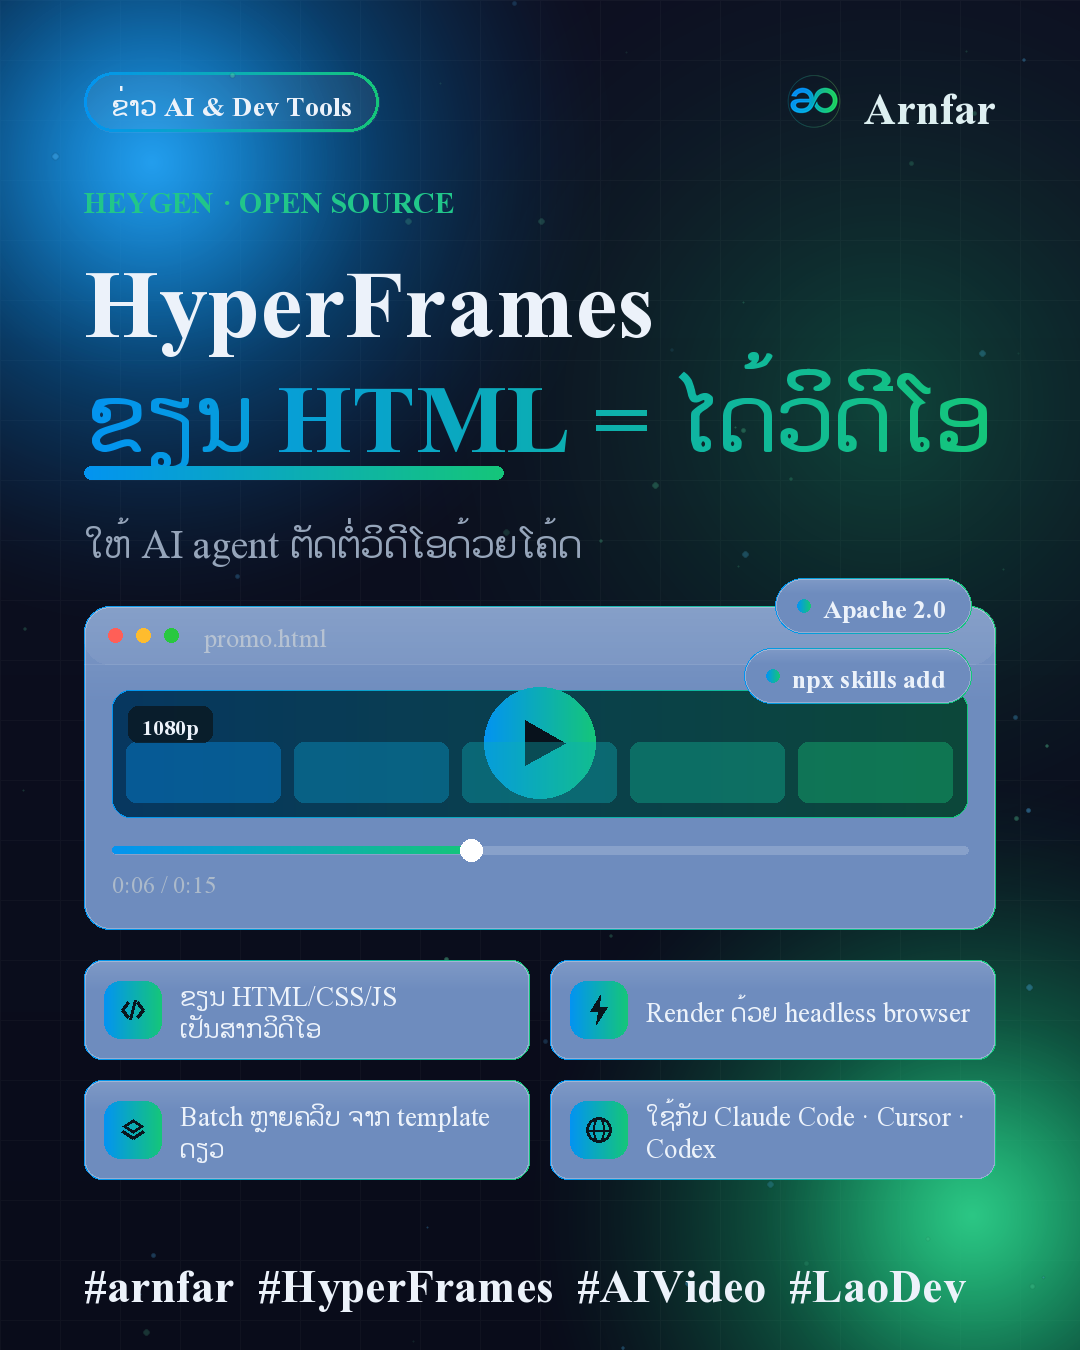 ຂ່າວ AI & Dev Tools
Arnfar
HEYGEN · OPEN SOURCE
HyperFrames
ຂຽນ HTML = ໄດ້ວິດີໂອ
ໃຫ້ AI agent ຕັດຕໍ່ວິດີໂອດ້ວຍໂຄ້ດ
Apache 2.0
promo.html
npx skills add
1080p
0:06 / 0:15
ຂຽນ HTML/CSS/JS
ເປັນສາກວິດີໂອ
Render ດ້ວຍ headless browser
Batch ຫຼາຍຄລິບ ຈາກ template
ດຽວ
ໃຊ້ກັບ Claude Code · Cursor ·
Codex
#arnfar #HyperFrames #AIVideo #LaoDev